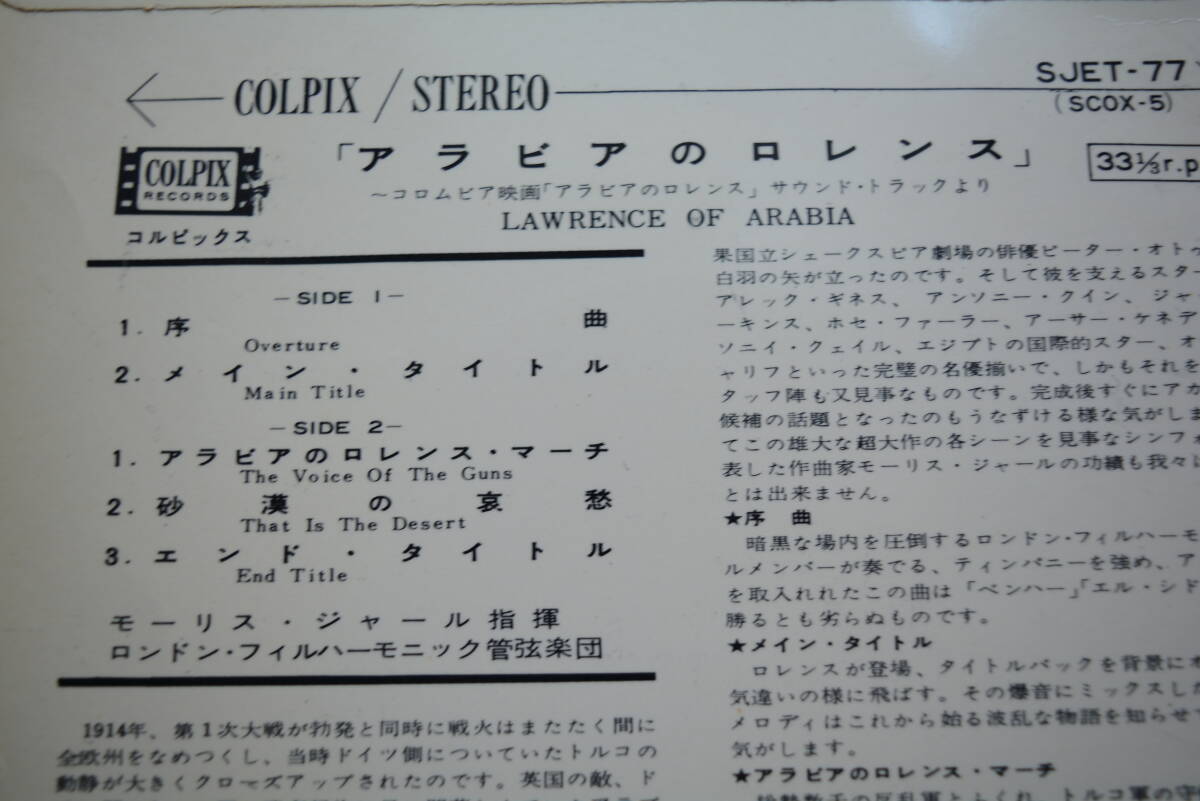 COLPIX / STEREO
SJET-77
(SCOX-5)
COLPIX
RECORDS
コルピックス
「アラビアのロレンス」
~コロムビア映画「アラビアのロレンス」サウンド・トラックより
LAWRENCE OF ARABIA
33⅓r.p
-SIDE 1-
1. 序曲
Overture
2. メイン・タイトル
Main Title
-SIDE 2-
1. アラビアのロレンス・マーチ
The Voice Of The Guns
2. 砂漠の哀愁
That Is The Desert
3. エンド・タイトル
End Title
モーリス・ジャール指揮
ロンドン・フィルハーモニック管弦楽団
1914年、第1次大戦が勃発と同時に戦火はまたたく間に
全欧州をなめつくし、当時ドイツ側についていたトルコの
動静が大きくクローズアップされたのです。英国の敵、ド
果国立シェークスピア劇場の俳優ピーター・オト
白羽の矢が立ったのです。そして彼を支えるスター
アレック・ギネス、アンソニー・クイン、ジャ
ーキンス、ホセ・ファーラー、アーサー・ケネデ
ソニイ・クェイル、エジプトの国際的スター、オ
ャリフといった完璧の名優揃いで、しかもそれを
タッフ陣も又見事なものです。完成後すぐにアカ
候補の話題となったのもうなずける様な気がしま
てこの雄大な超大作の各シーンを見事なシンフォ
表した作曲家モーリス・ジャールの功績も我々は
とは出来ません。
★序曲
暗黒な場内を圧倒するロンドン・フィルハーモ
ルメンバーが奏でる、ティンパニーを強め、ア
を取入れたこの曲は「ベンハー」「エル・シド
勝るとも劣らぬものです。
★メイン・タイトル
ロレンスが登場、タイトルバックを背景にオ
気違いの様に飛ばす。その爆音にミックスした
メロディはこれから始る波乱な物語を知らせ
気がします。
★アラビアのロレンス・マーチ